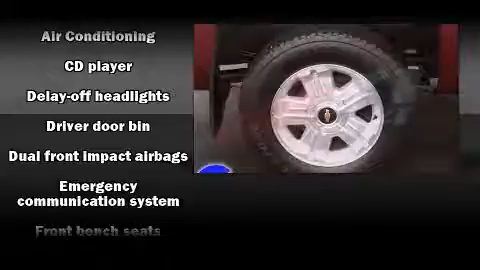 Air Conditioning
CD player
Delay-off headlights
Driver door bin
Dual front impact airbags
Emergency
communication system
Front bench seats